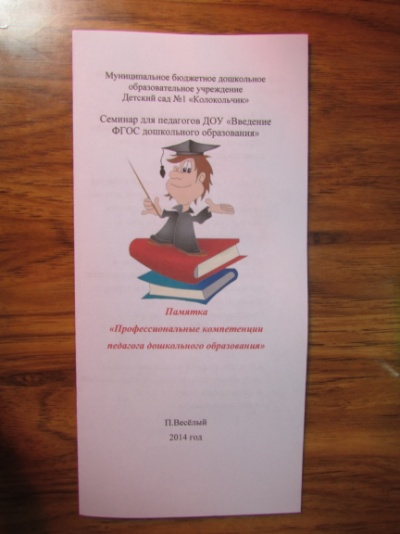 Муниципальное бюджетное дошкольное
образовательное учреждение
Детский сад №1 «Колокольчик»
Семинар для педагогов ДОУ «Введение
ФГОС дошкольного образования»
Памятка
«Профессиональные компетенции
педагога дошкольного образования»
П.Весёлый
2014 год